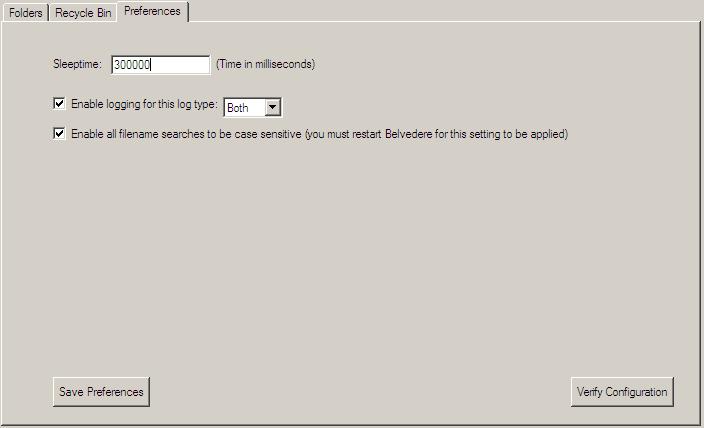 Folders Recycle Bin Preferences
Sleeptime: 300000 (Time in milliseconds)
Enable logging for this log type: Both
Enable all filename searches to be case sensitive (you must restart Belvedere for this setting to be applied)
Save Preferences Verify Configuration